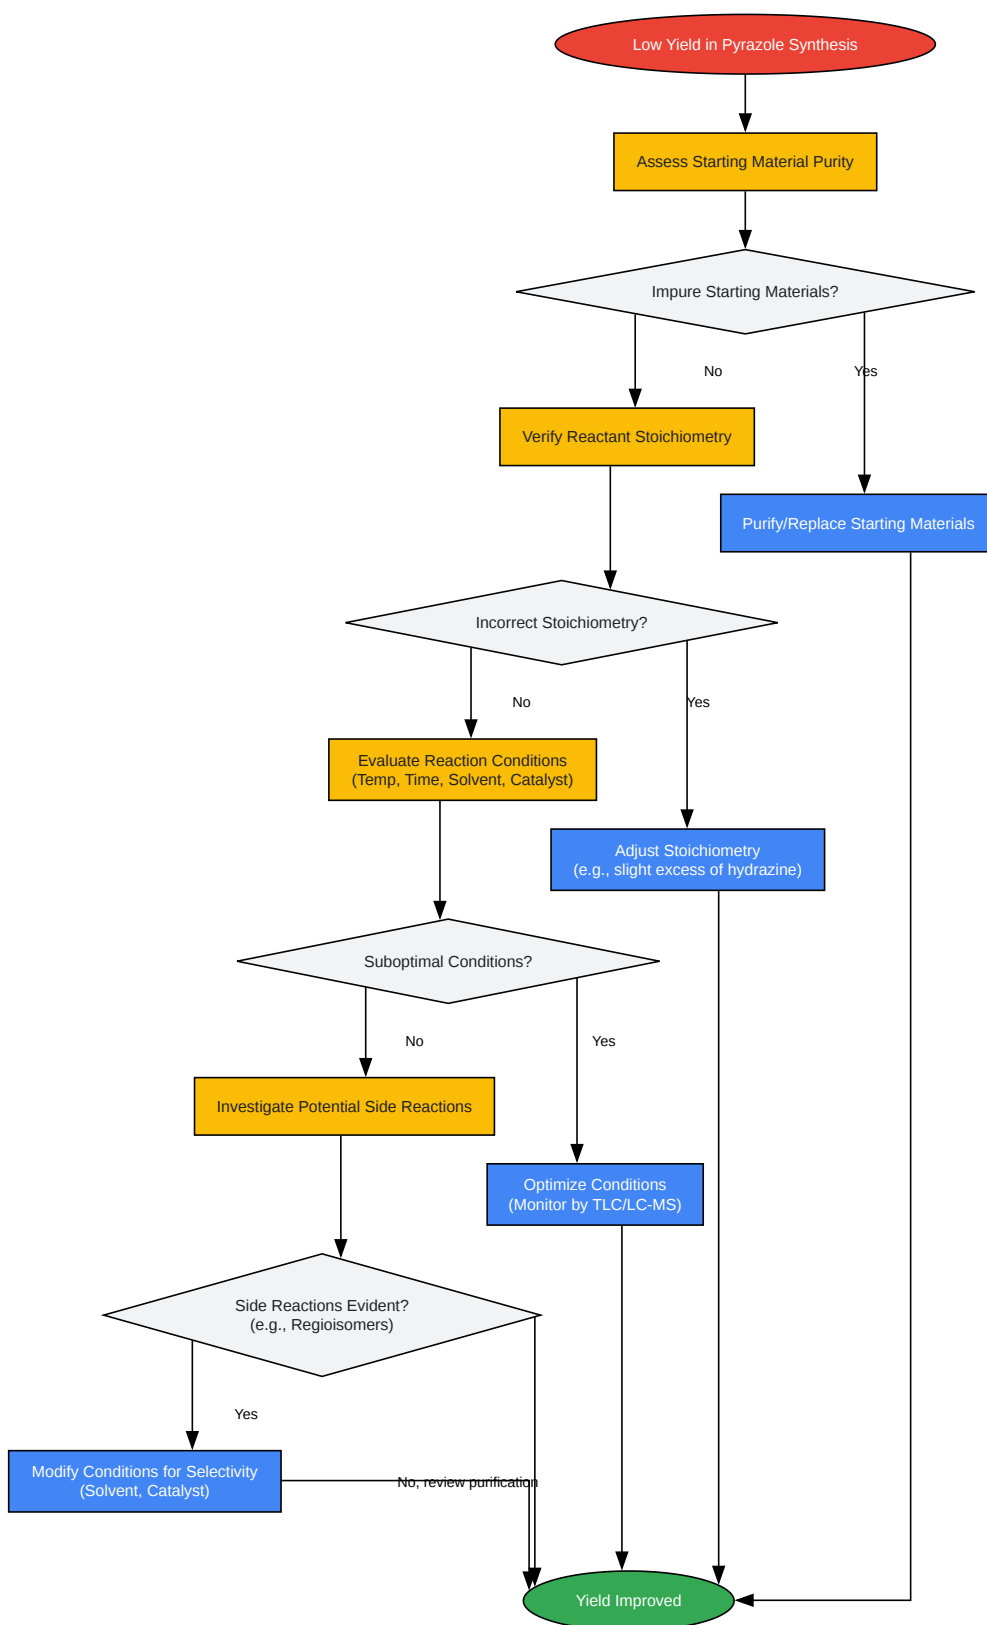 Low Yield in Pyrazole Synthesis
Assess Starting Material Purity
Impure Starting Materials?
No
Yes
Verify Reactant Stoichiometry
Purify/Replace Starting Materials
Incorrect Stoichiometry?
No
Yes
Evaluate Reaction Conditions
(Temp, Time, Solvent, Catalyst)
Adjust Stoichiometry
(e.g., slight excess of hydrazine)
Suboptimal Conditions?
No
Yes
Investigate Potential Side Reactions
Optimize Conditions
(Monitor by TLC/LC-MS)
Side Reactions Evident?
(e.g., Regioisomers)
Yes
Modify Conditions for Selectivity
(Solvent, Catalyst)
No, review purification
Yield Improved